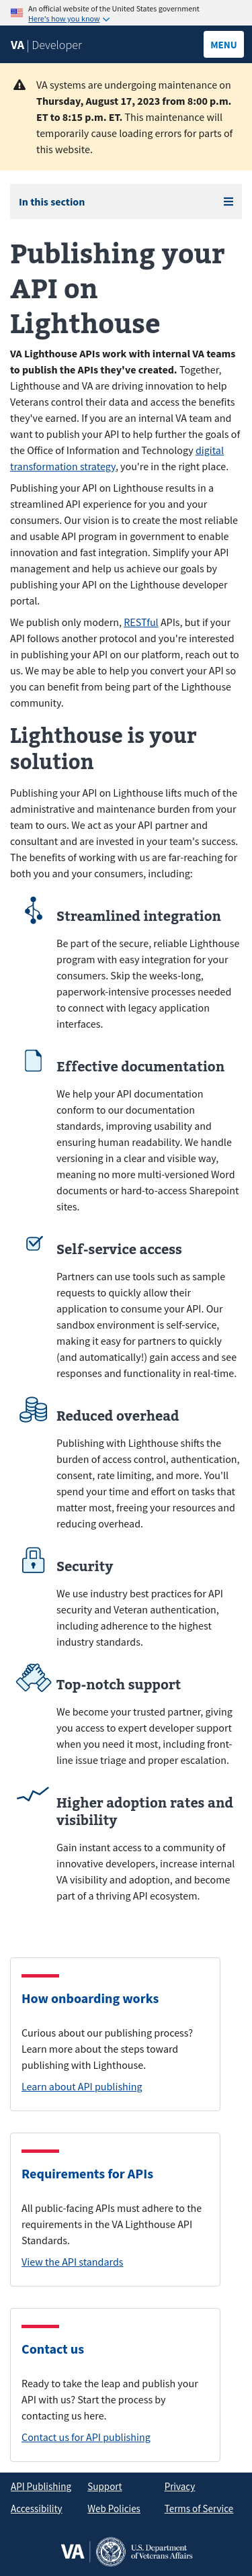 An official website of the United States government
Here's how you know
VA | Developer
MENU
VA systems are undergoing maintenance on
Thursday, August 17, 2023 from 8:00 p.m.
ET to 8:15 p.m. ET. This maintenance will
temporarily cause loading errors for parts of
this website.
In this section
Publishing your
API on
Lighthouse
VA Lighthouse APIs work with internal VA teams
to publish the APIs they've created. Together,
Lighthouse and VA are driving innovation to help
Veterans control their data and access the benefits
they've earned. If you are an internal VA team and
want to publish your API to help further the goals of
the Office of Information and Technology digital
transformation strategy, you're in the right place.
Publishing your API on Lighthouse results in a
streamlined API experience for you and your
consumers. Our vision is to create the most reliable
and usable API program in government to enable
innovation and fast integration. Simplify your API
management and help us achieve our goals by
publishing your API on the Lighthouse developer
portal.
We publish only modern, RESTful APIs, but if your
API follows another protocol and you're interested
in publishing your API on our platform, reach out to
us. We may be able to help you convert your API so
you can benefit from being part of the Lighthouse
community.
Lighthouse is your
solution
Publishing your API on Lighthouse lifts much of the
administrative and maintenance burden from your
team to ours. We act as your API partner and
consultant and are invested in your team's success.
The benefits of working with us are far-reaching for
both you and your consumers, including:
Streamlined integration
Be part of the secure, reliable Lighthouse
program with easy integration for your
consumers. Skip the weeks-long,
paperwork-intensive processes needed
to connect with legacy application
interfaces.
Effective documentation
We help your API documentation
conform to our documentation
standards, improving usability and
ensuring human readability. We handle
versioning in a clear and visible way,
meaning no more multi-versioned Word
documents or hard-to-access Sharepoint
sites.
Self-service access
Partners can use tools such as sample
requests to quickly allow their
application to consume your API. Our
sandbox environment is self-service,
making it easy for partners to quickly
(and automatically!) gain access and see
responses and functionality in real-time.
Reduced overhead
Publishing with Lighthouse shifts the
burden of access control, authentication,
consent, rate limiting, and more. You'll
spend your time and effort on tasks that
matter most, freeing your resources and
reducing overhead.
Security
We use industry best practices for API
security and Veteran authentication,
including adherence to the highest
industry standards.
Top-notch support
We become your trusted partner, giving
you access to expert developer support
when you need it most, including front-
line issue triage and proper escalation.
Higher adoption rates and
visibility
Gain instant access to a community of
innovative developers, increase internal
VA visibility and adoption, and become
part of a thriving API ecosystem.
How onboarding works
Curious about our publishing process?
Learn more about the steps toward
publishing with Lighthouse.
Learn about API publishing
Requirements for APIs
All public-facing APIs must adhere to the
requirements in the VA Lighthouse API
Standards.
View the API standards
Contact us
Ready to take the leap and publish your
API with us? Start the process by
contacting us here.
Contact us for API publishing
API Publishing Support Privacy
Accessibility Web Policies Terms of Service
VA U.S. Department
of Veterans Affairs